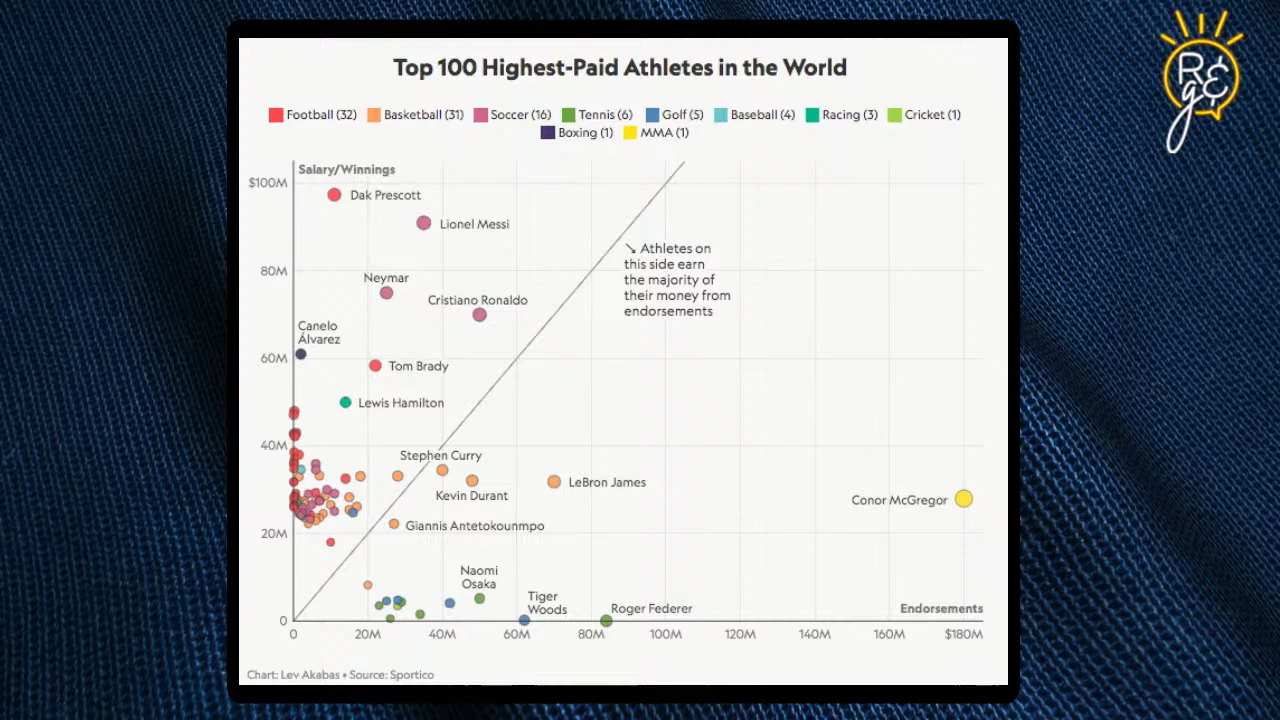 Top 100 Highest-Paid Athletes in the World
Football (32) Basketball (31) Soccer (16) Tennis (6) Golf (5) Baseball (4) Racing (3) Cricket (1)
Boxing (1) MMA (1)
Salary/Winnings
$100M
Dak Prescott
Lionel Messi
↘ Athletes on
this side earn
the majority of
their money from
endorsements
80M
Neymar
Cristiano Ronaldo
Canelo
Álvarez
60M
Tom Brady
Lewis Hamilton
40M
Stephen Curry
LeBron James
Kevin Durant
Conor McGregor
Giannis Antetokounmpo
20M
Naomi
Osaka
Tiger
Woods
Roger Federer
Endorsements
0
0 20M 40M 60M 80M 100M 120M 140M 160M $180M
Chart: Lev Akabas • Source: Sportico
R&
g